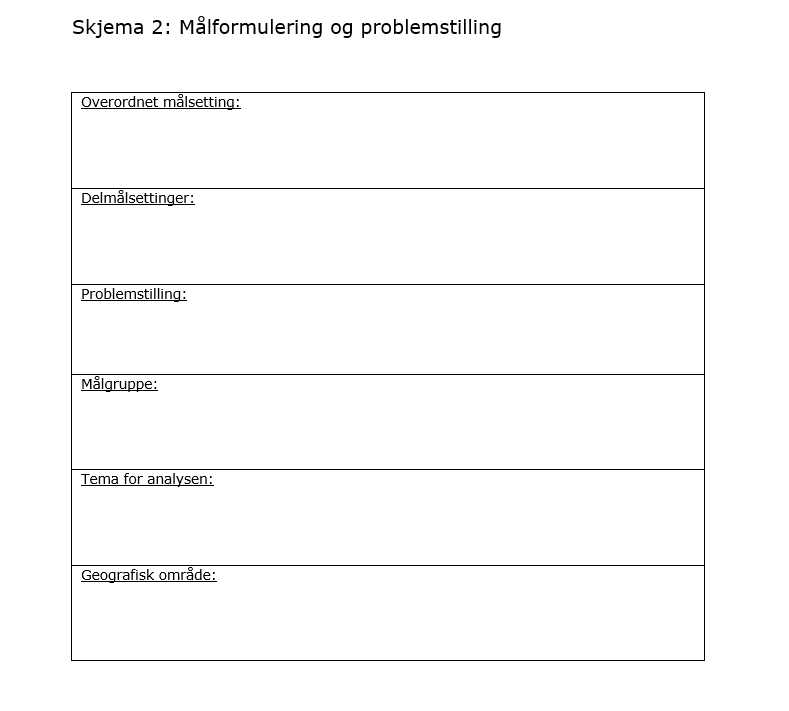 Skjema 2: Målformulering og problemstilling
Overordnet målsetting:
Delmålsettinger:
Problemstilling:
Målgruppe:
Tema for analysen:
Geografisk område: